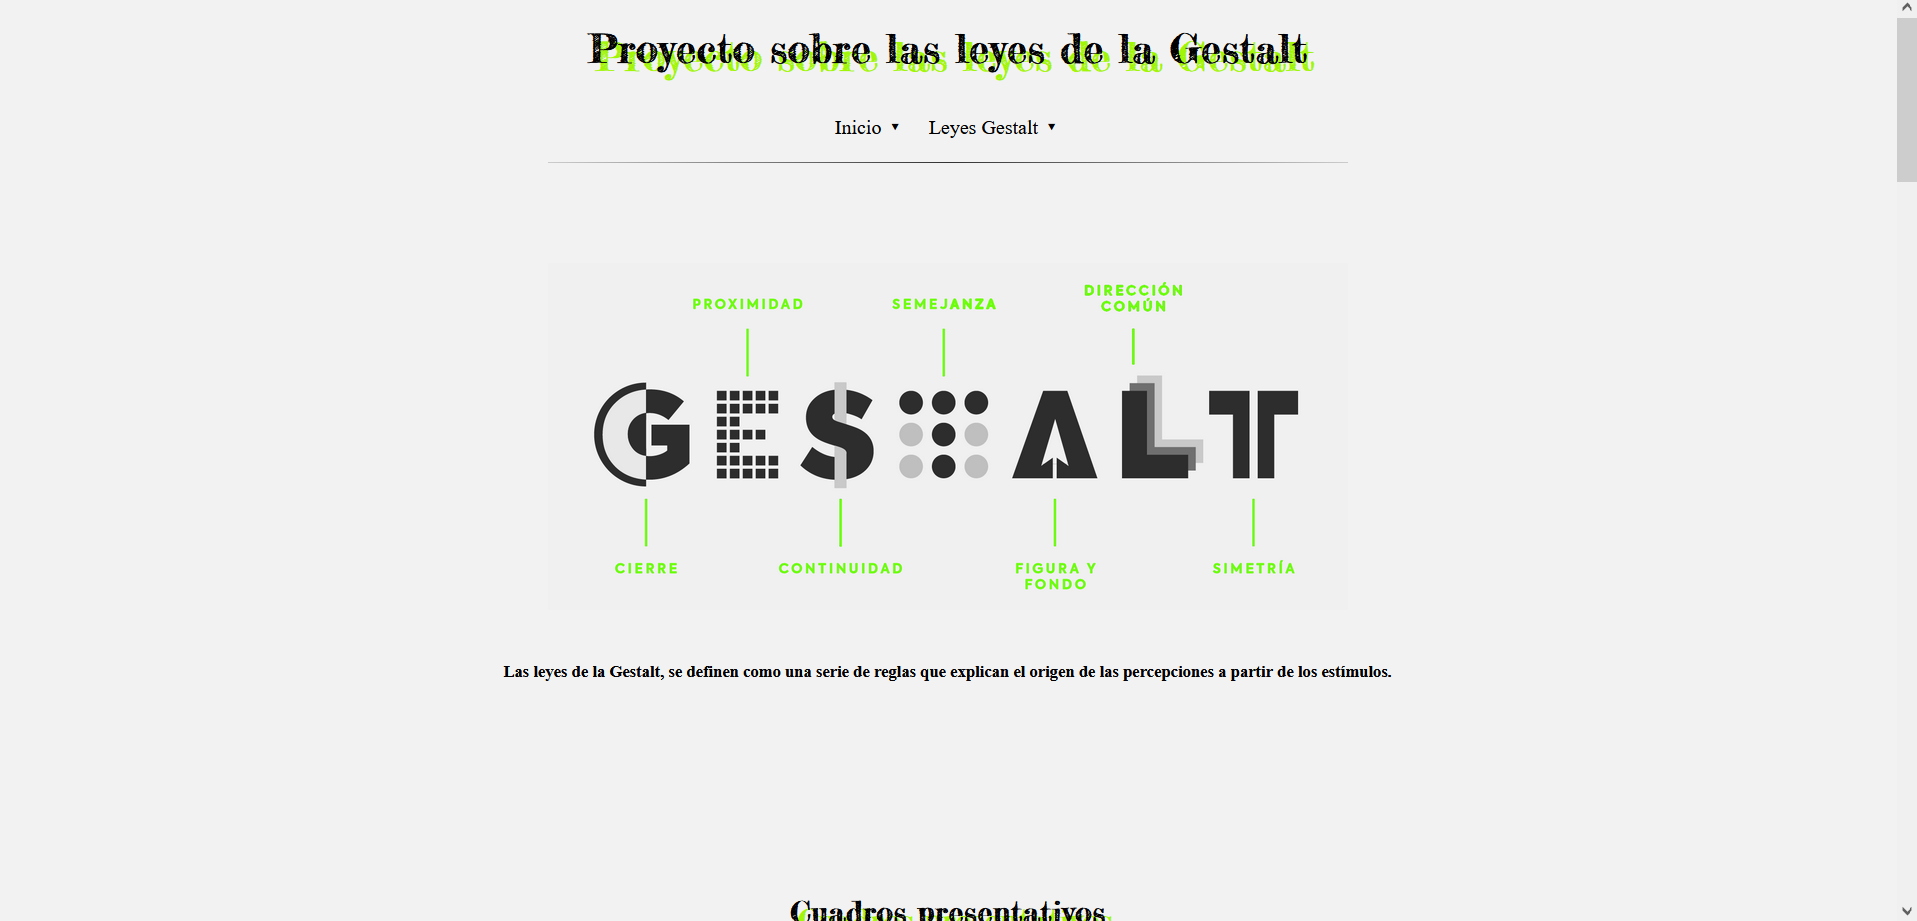 Proyecto sobre las leyes de la Gestalt
Inicio ▼ Leyes Gestalt ▼
PROXIMIDAD
SEMEJANZA
DIRECCIÓN
COMÚN
GESTALT
CIERRE
CONTINUIDAD
FIGURA Y
FONDO
SIMETRÍA
Las leyes de la Gestalt, se definen como una serie de reglas que explican el origen de las percepciones a partir de los estímulos.
Cuadros presentativos